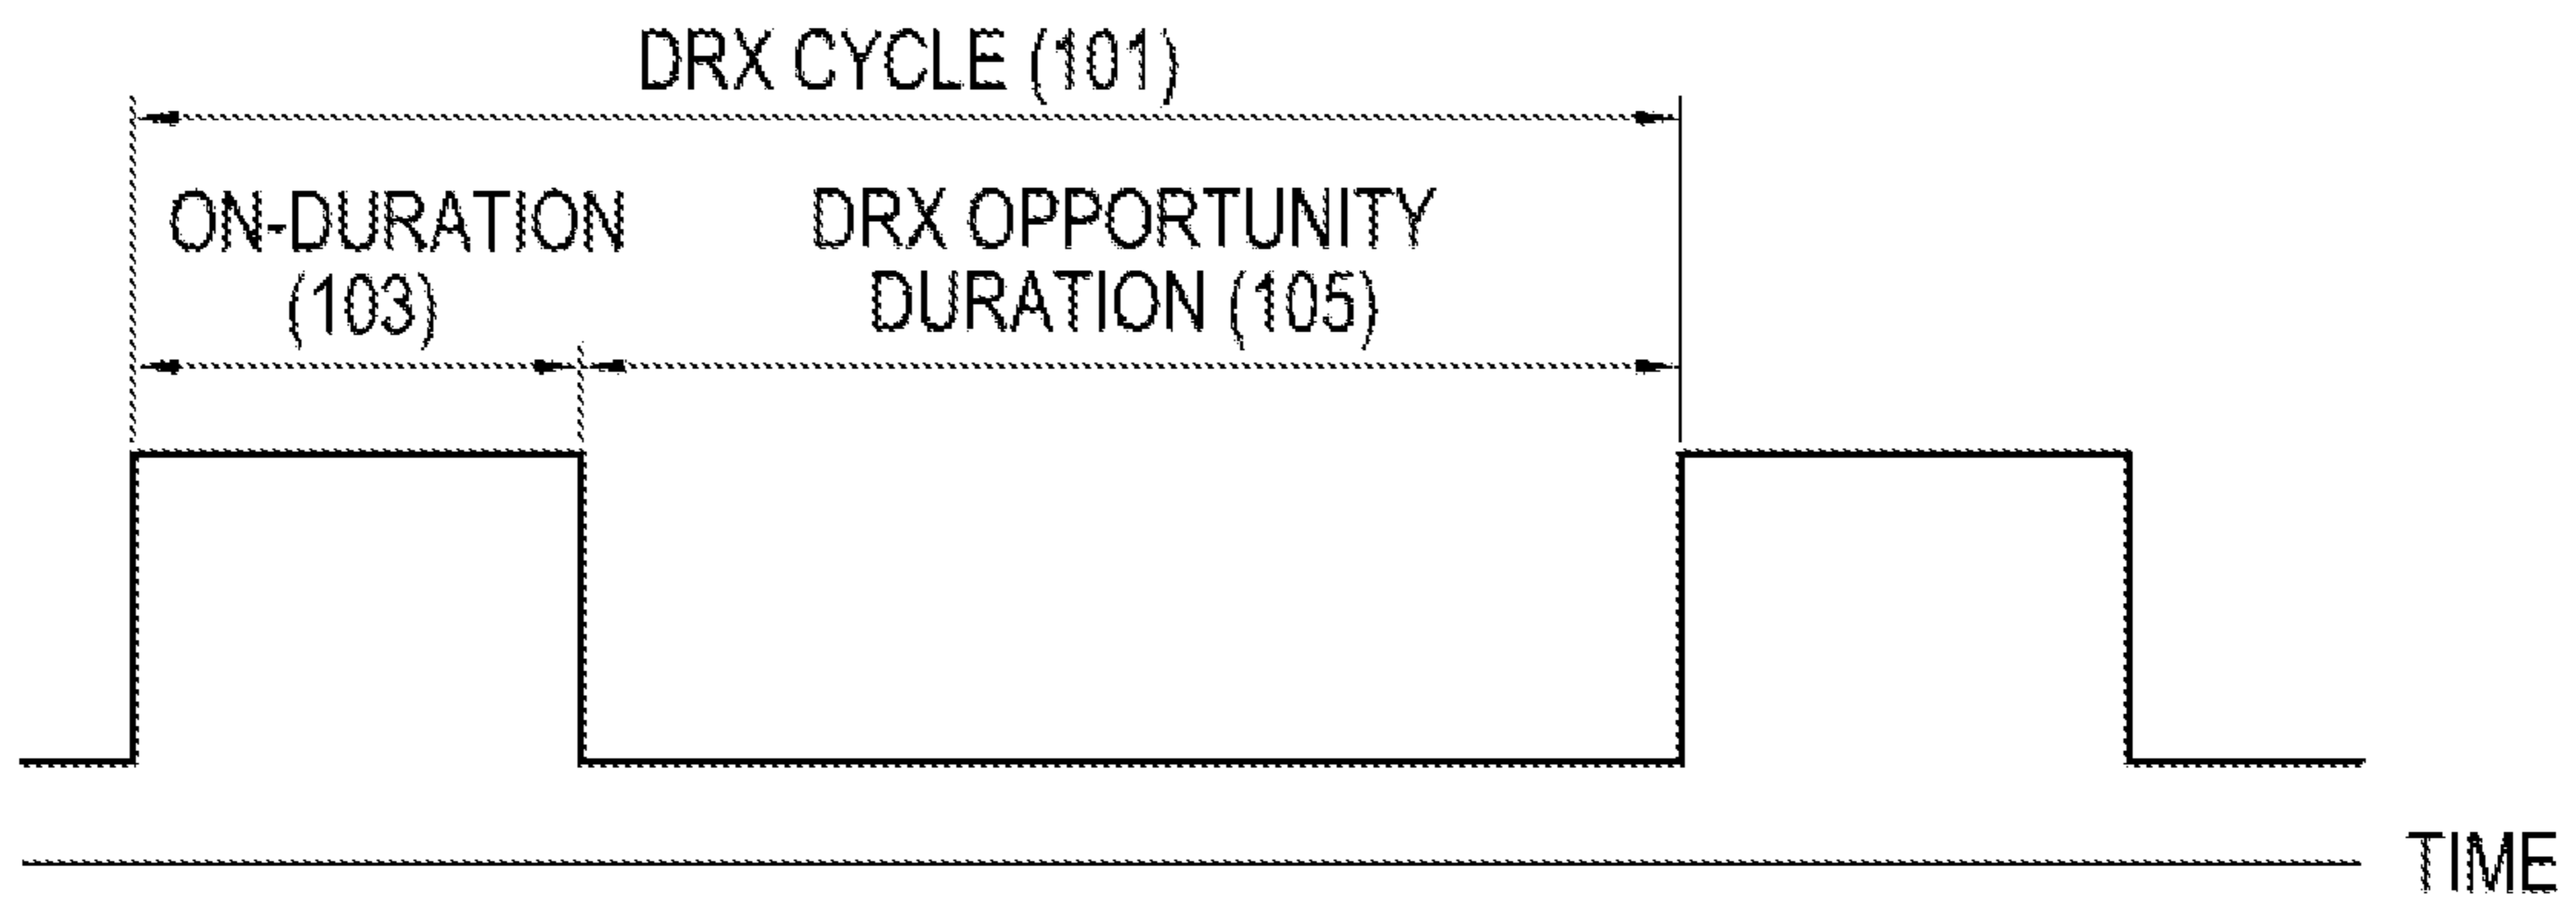 DRX CYCLE (101)
ON-DURATION
(103)
DRX OPPORTUNITY
DURATION (105)
TIME